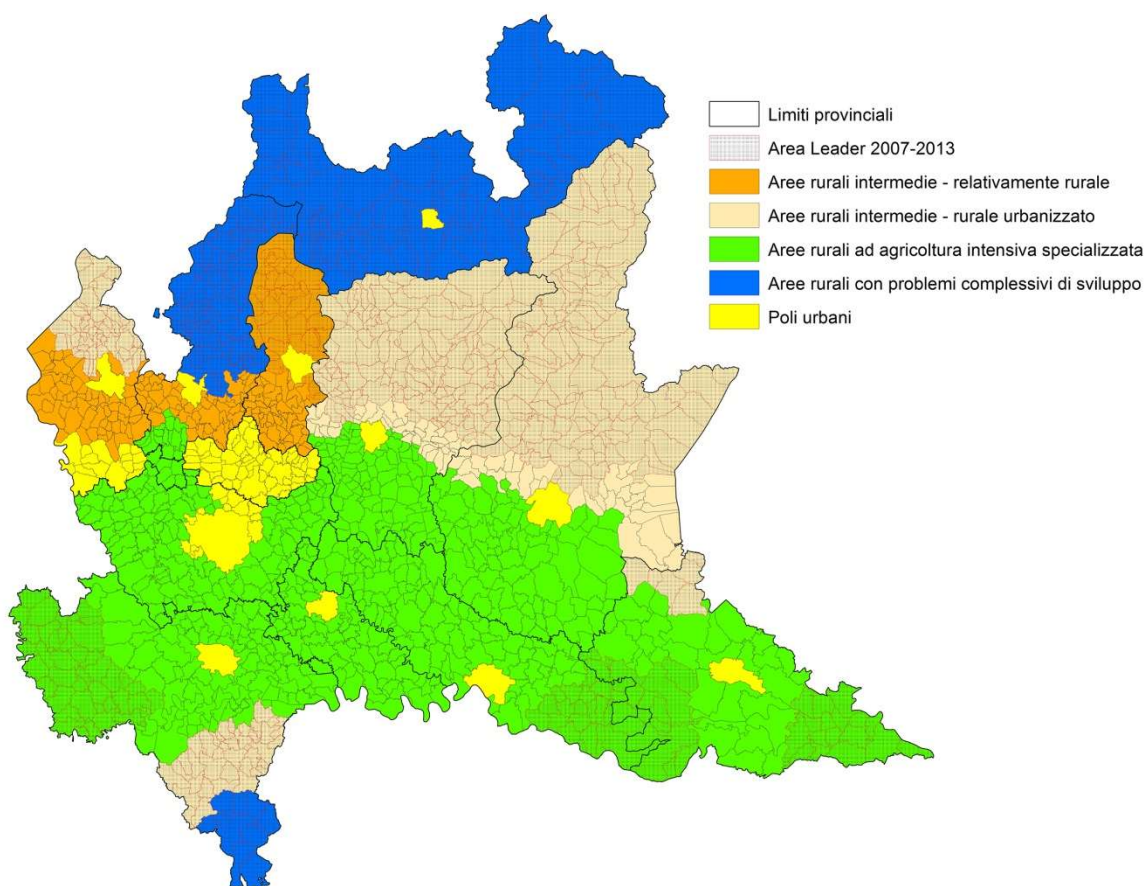 Limiti provinciali
Area Leader 2007-2013
Aree rurali intermedie - relativamente rurale
Aree rurali intermedie - rurale urbanizzato
Aree rurali ad agricoltura intensiva specializzata
Aree rurali con problemi complessivi di sviluppo
Poli urbani